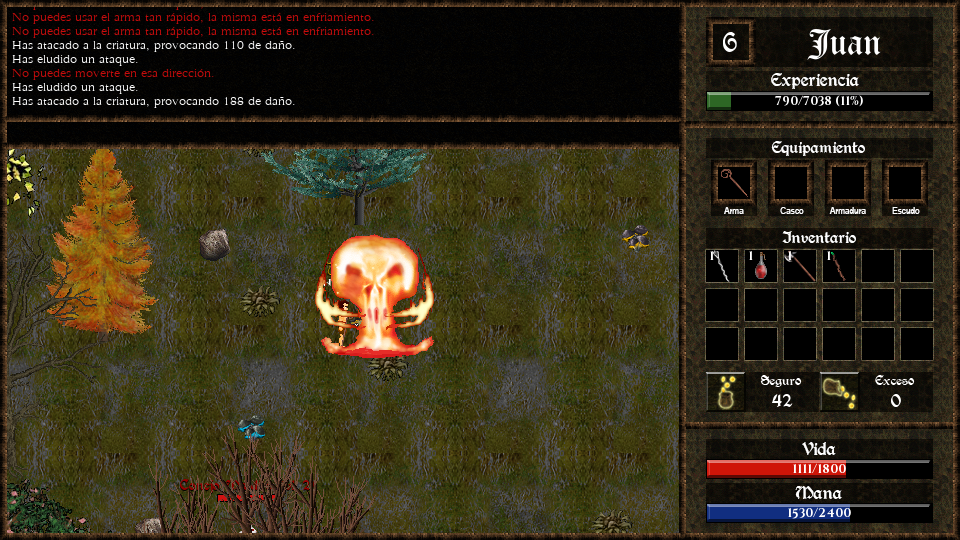 No puedes usar el arma tan rápido, la misma está en enfriamiento.
No puedes usar el arma tan rápido, la misma está en enfriamiento.
Has atacado a la criatura, provocando 110 de daño.
Has eludido un ataque.
No puedes moverte en esa dirección.
Has eludido un ataque.
Has atacado a la criatura, provocando 188 de daño.
6
Juan
Experiencia
790/7038 (11%)
Equipamiento
Arma Casco Armadura Escudo
Inventario
1 1 1 1
Seguro
42
Exceso
0
Vida
1111/1800
Mana
1530/2400